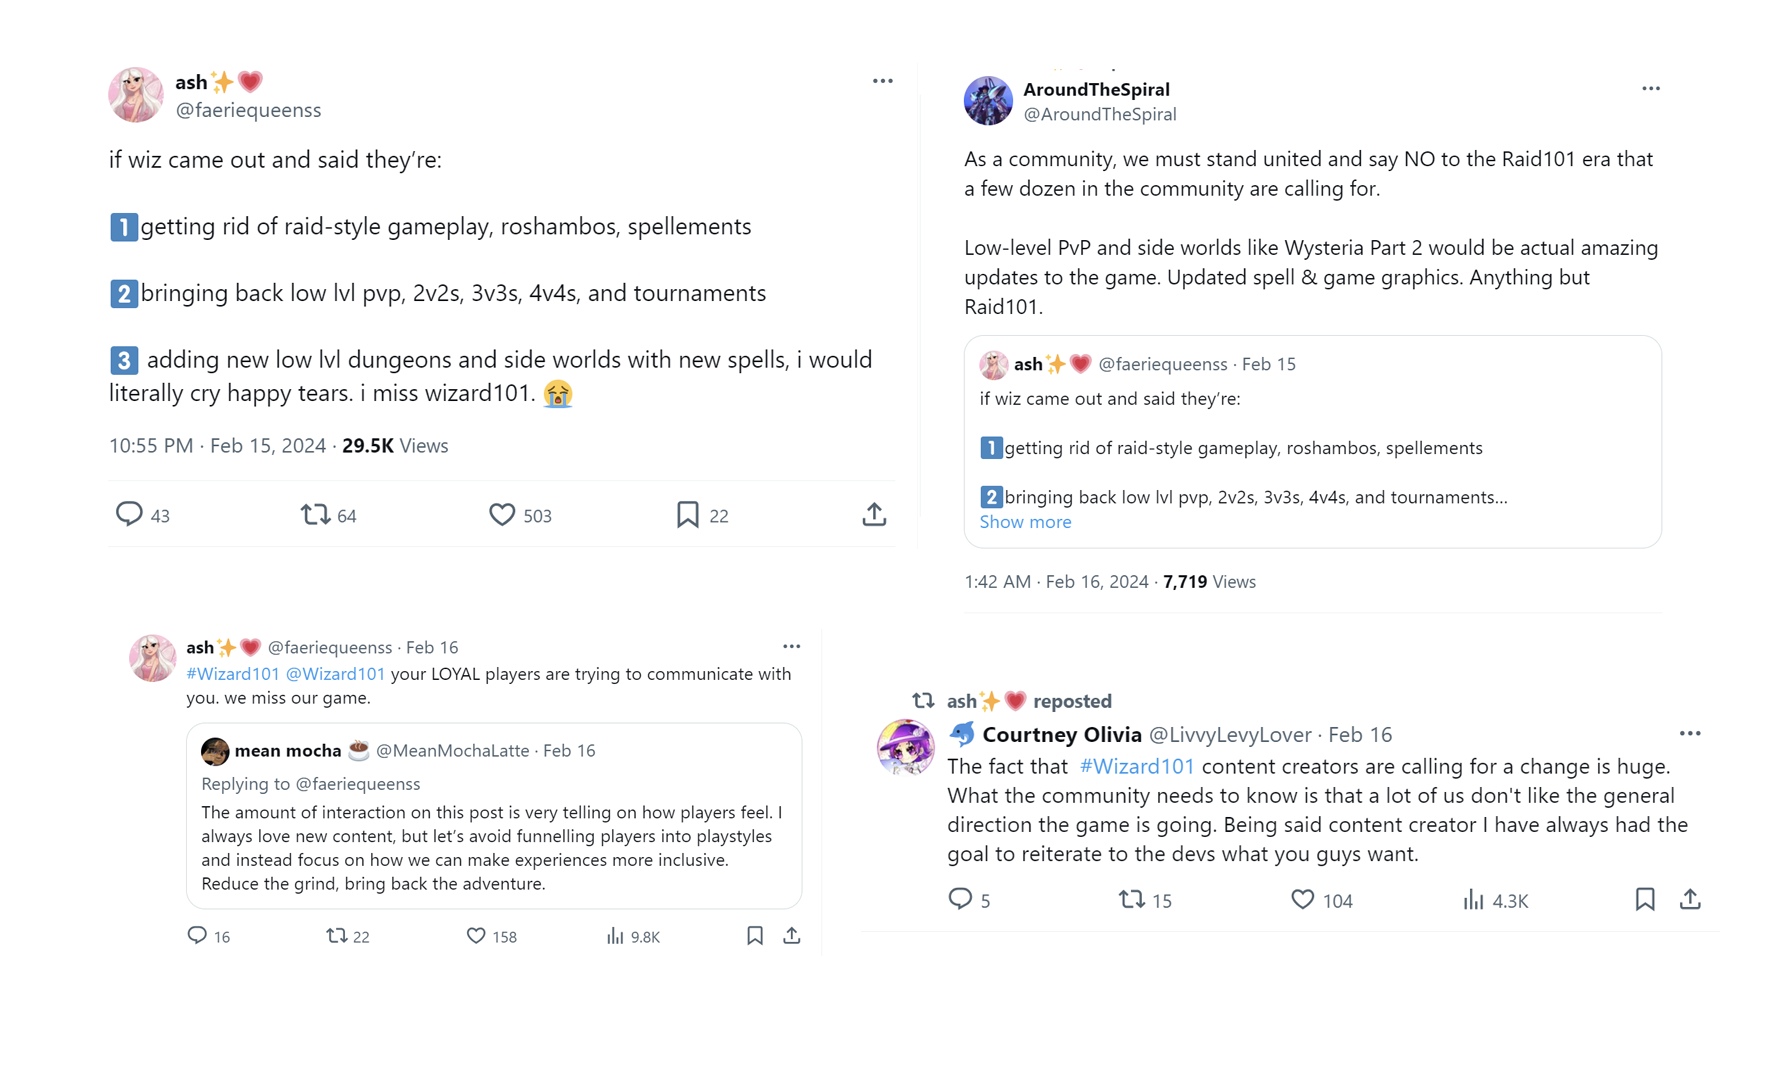 ash✨💗
@faeriequeenss
if wiz came out and said they’re:
1️⃣getting rid of raid-style gameplay, roshambos, spellements
2️⃣bringing back low lvl pvp, 2v2s, 3v3s, 4v4s, and tournaments
3️⃣ adding new low lvl dungeons and side worlds with new spells, i would
literally cry happy tears. i miss wizard101. 😭
10:55 PM · Feb 15, 2024 · 29.5K Views
43 64 503 22
AroundTheSpiral
@AroundTheSpiral
As a community, we must stand united and say NO to the Raid101 era that
a few dozen in the community are calling for.
Low-level PvP and side worlds like Wysteria Part 2 would be actual amazing
updates to the game. Updated spell & game graphics. Anything but
Raid101.
ash✨💗 @faeriequeenss · Feb 15
if wiz came out and said they’re:
1️⃣getting rid of raid-style gameplay, roshambos, spellements
2️⃣bringing back low lvl pvp, 2v2s, 3v3s, 4v4s, and tournaments...
Show more
1:42 AM · Feb 16, 2024 · 7,719 Views
ash✨💗 @faeriequeenss · Feb 16
#Wizard101 @Wizard101 your LOYAL players are trying to communicate with
you. we miss our game.
mean mocha ☕ @MeanMochaLatte · Feb 16
Replying to @faeriequeenss
The amount of interaction on this post is very telling on how players feel. I
always love new content, but let’s avoid funnelling players into playstyles
and instead focus on how we can make experiences more inclusive.
Reduce the grind, bring back the adventure.
16 22 158 9.8K
ash✨💗 reposted
🐬 Courtney Olivia @LivvyLevyLover · Feb 16
The fact that #Wizard101 content creators are calling for a change is huge.
What the community needs to know is that a lot of us don't like the general
direction the game is going. Being said content creator I have always had the
goal to reiterate to the devs what you guys want.
5 15 104 4.3K